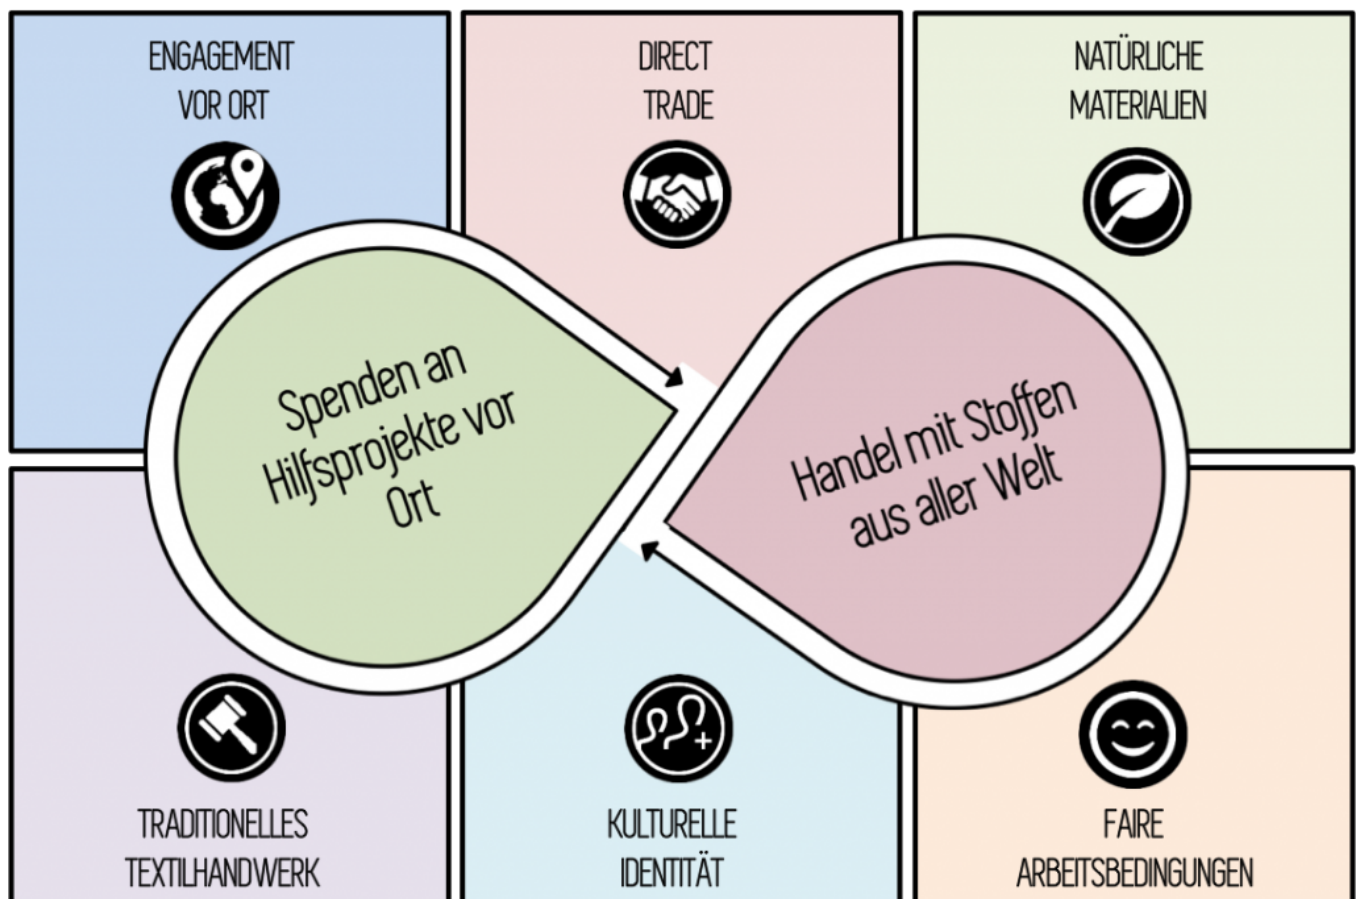 ENGAGEMENT
VOR ORT
DIRECT
TRADE
NATÜRLICHE
MATERIALIEN
Spenden an
Hilfsprojekte vor
Ort
Handel mit Stoffen
aus aller Welt
TRADITIONELLES
TEXTILHANDWERK
KULTURELLE
IDENTITÄT
FAIRE
ARBEITSBEDINGUNGEN